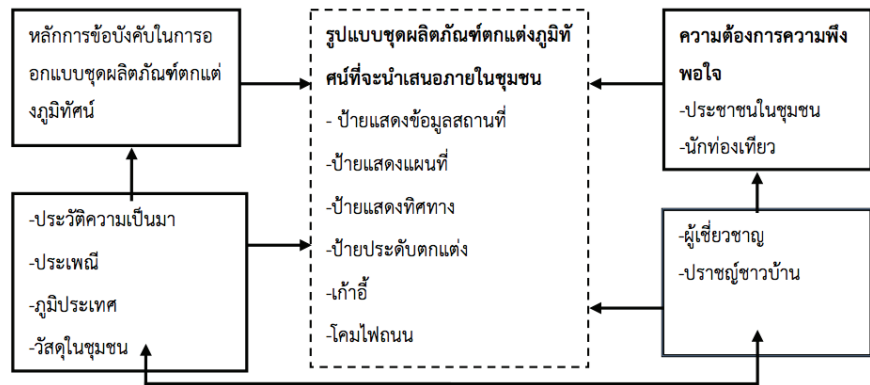 หลักการข้อบังคับในการอ
อกแบบชุดผลิตภัณฑ์ตกแต่
งภูมิทัศน์
-ประวัติความเป็นมา
-ประเพณี
-ภูมิประเทศ
-วัสดุในชุมชน
รูปแบบชุดผลิตภัณฑ์ตกแต่งภูมิทั
ศน์ที่จะนำเสนอภายในชุมชน
- ป้ายแสดงข้อมูลสถานที่
-ป้ายแสดงแผนที่
-ป้ายแสดงทิศทาง
-ป้ายประดับตกแต่ง
-เก้าอี้
-โคมไฟถนน
ความต้องการความพึง
พอใจ
-ประชาชนในชุมชน
-นักท่องเทียว
-ผู้เชี่ยวชาญ
-ปราชญ์ชาวบ้าน